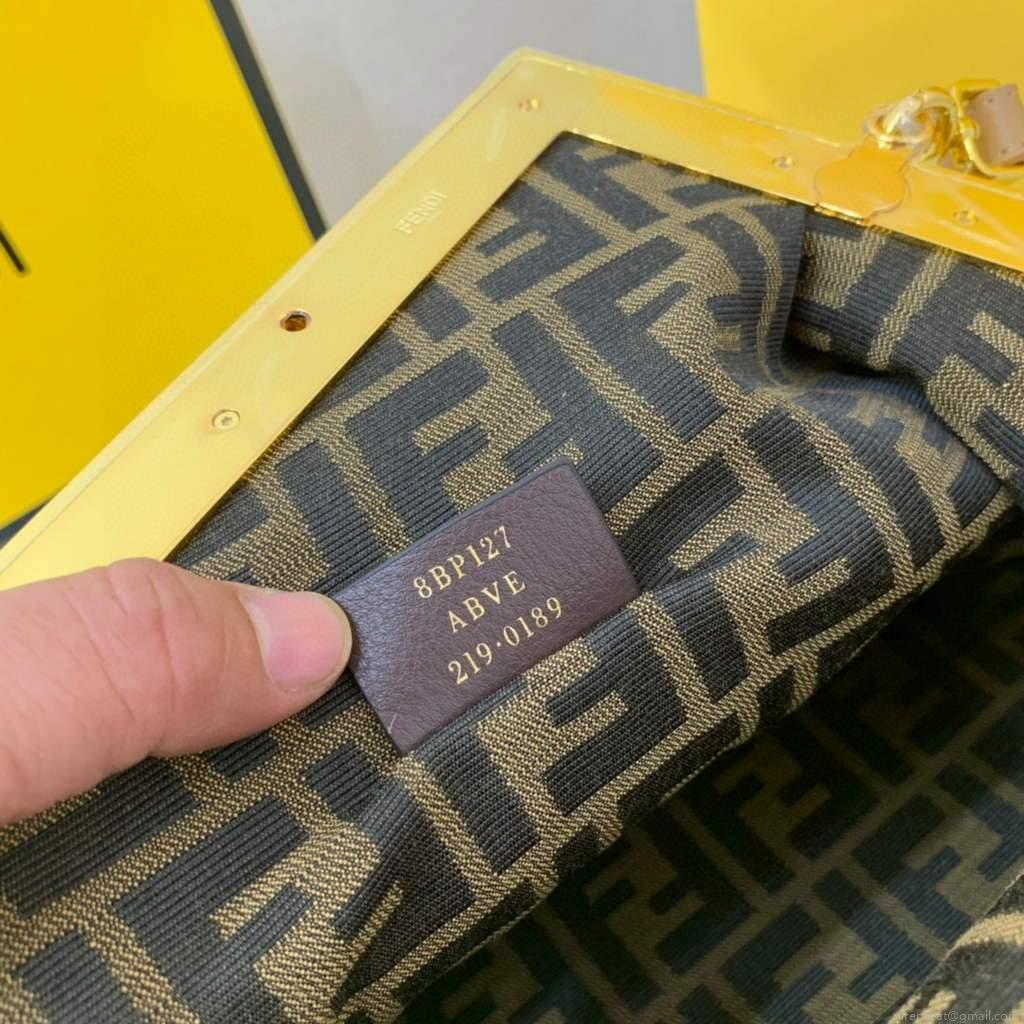 FENDI
8BP127
ABVE
219·0189